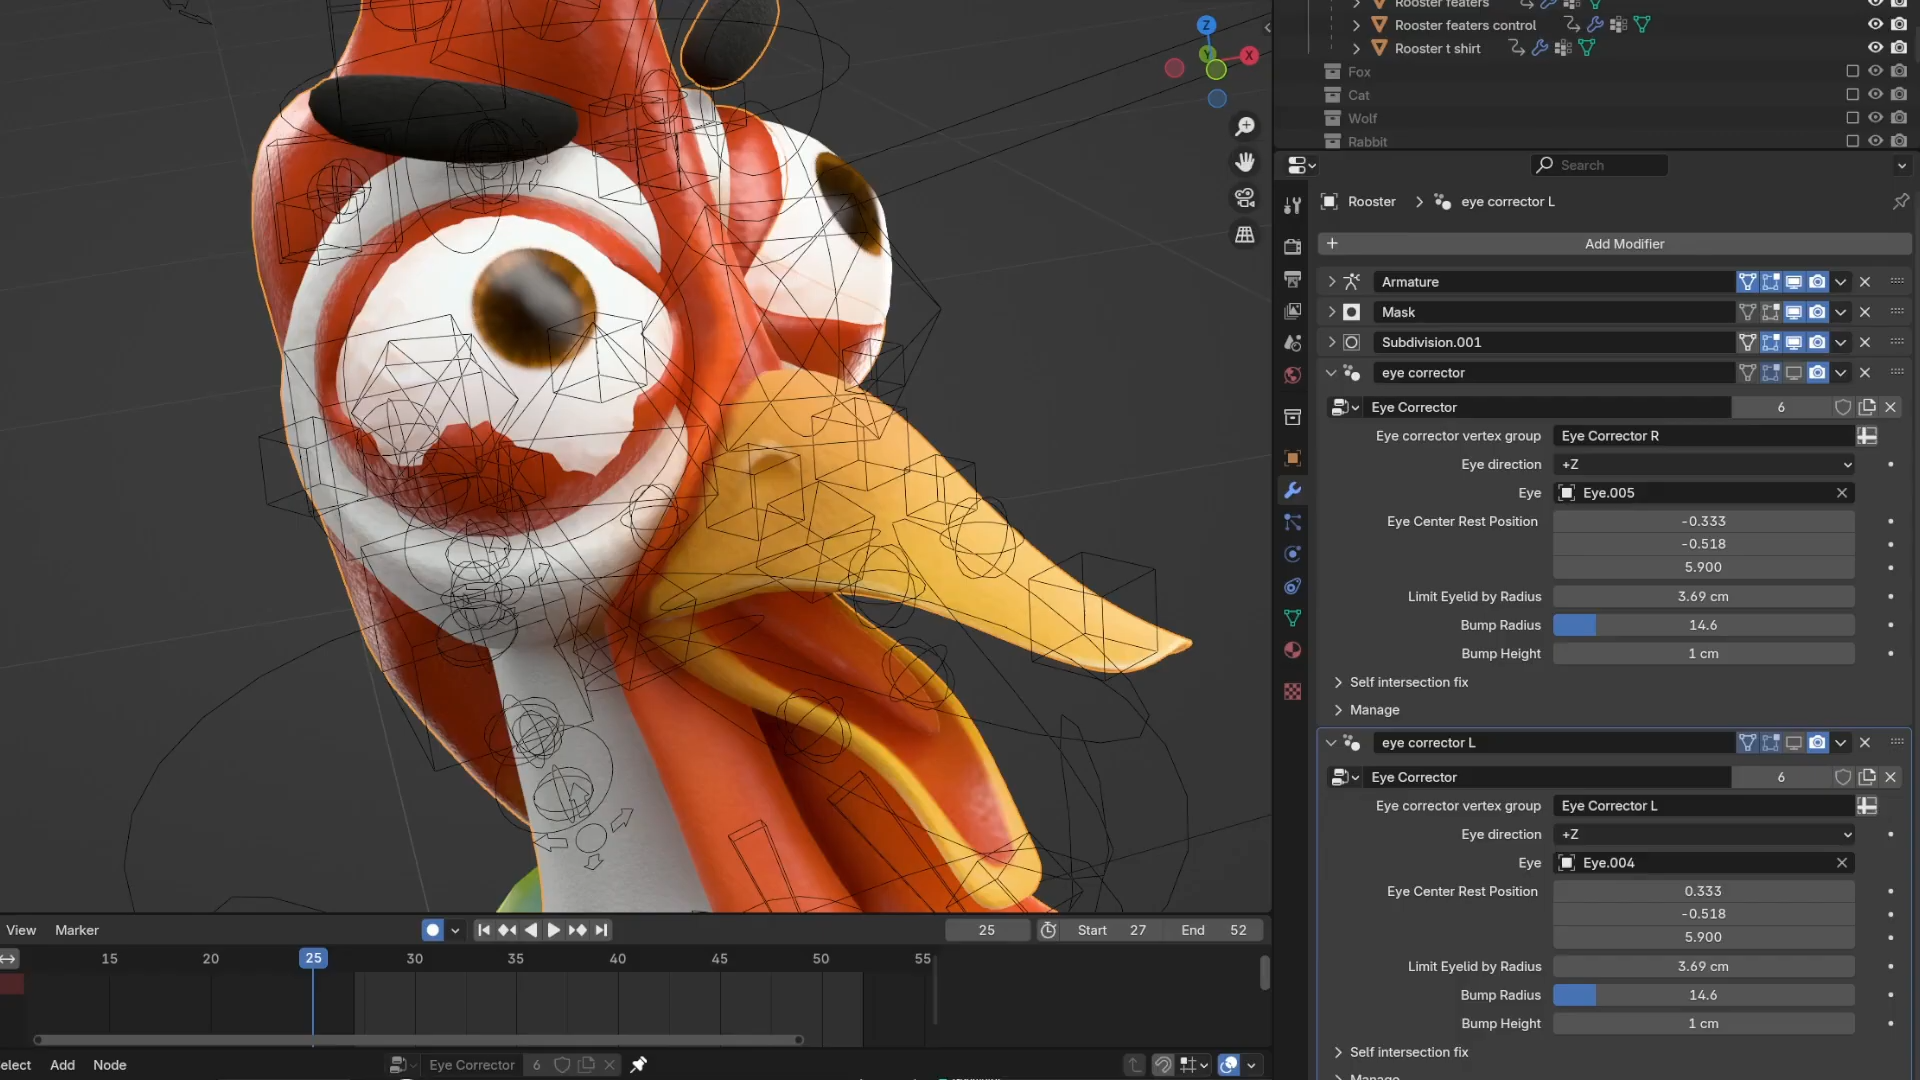 Rooster featers
Rooster featers control
Rooster t shirt
Fox
Cat
Wolf
Rabbit
Z
Y
X
Search
Rooster
eye corrector L
Add Modifier
Armature
Mask
Subdivision.001
eye corrector
Eye Corrector 6
Eye corrector vertex group Eye Corrector R
Eye direction +Z
Eye Eye.005
Eye Center Rest Position -0.333
-0.518
5.900
Limit Eyelid by Radius 3.69 cm
Bump Radius 14.6
Bump Height 1 cm
Self intersection fix
Manage
eye corrector L
Eye Corrector 6
Eye corrector vertex group Eye Corrector L
Eye direction +Z
Eye Eye.004
Eye Center Rest Position 0.333
-0.518
5.900
Limit Eyelid by Radius 3.69 cm
Bump Radius 14.6
Bump Height 1 cm
Self intersection fix
Manage
View Marker 25 Start 27 End 52
15 20 25 30 35 40 45 50 55
elect Add Node Eye Corrector 6